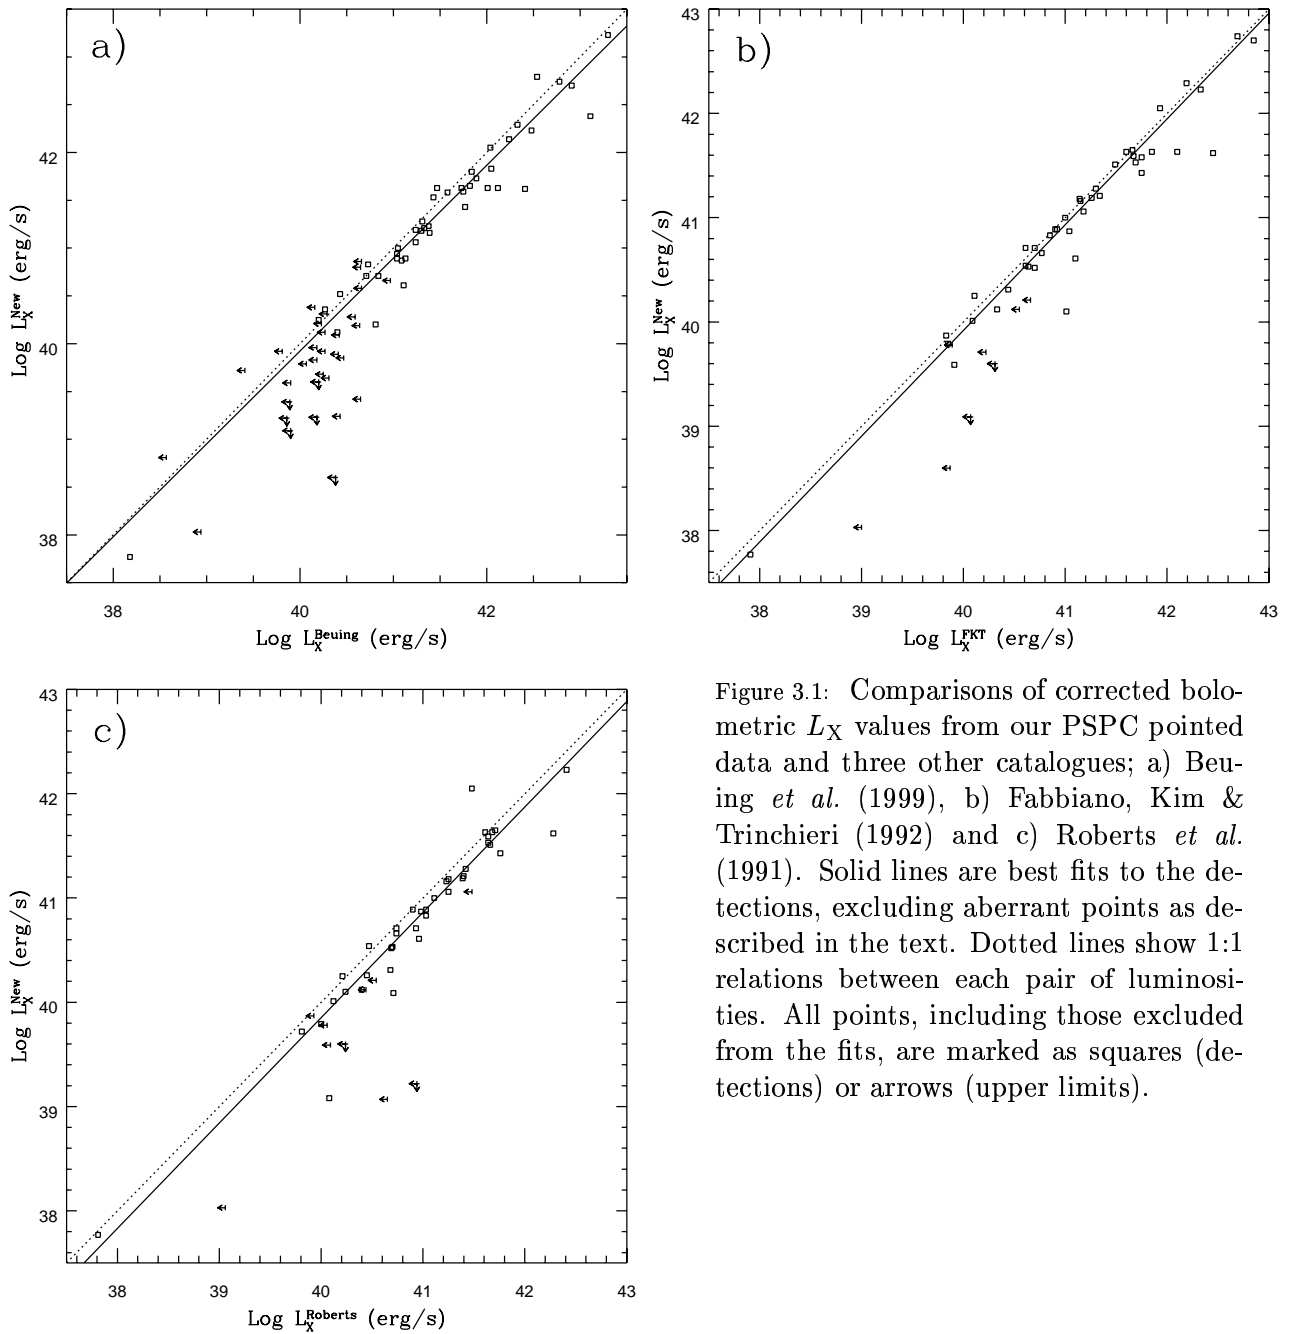 a)
42
40
38
Log L_X^New (erg/s)
38 40 42
Log L_X^Beuing (erg/s)
b)
43
42
41
40
39
38
Log L_X^New (erg/s)
38 39 40 41 42 43
Log L_X^FKT (erg/s)
c)
43
42
41
40
39
38
Log L_X^New (erg/s)
38 39 40 41 42 43
Log L_X^Roberts (erg/s)
Figure 3.1: Comparisons of corrected bolo-
metric L_X values from our PSPC pointed
data and three other catalogues; a) Beu-
ing et al. (1999), b) Fabbiano, Kim &
Trinchieri (1992) and c) Roberts et al.
(1991). Solid lines are best fits to the de-
tections, excluding aberrant points as de-
scribed in the text. Dotted lines show 1:1
relations between each pair of luminosi-
ties. All points, including those excluded
from the fits, are marked as squares (de-
tections) or arrows (upper limits).